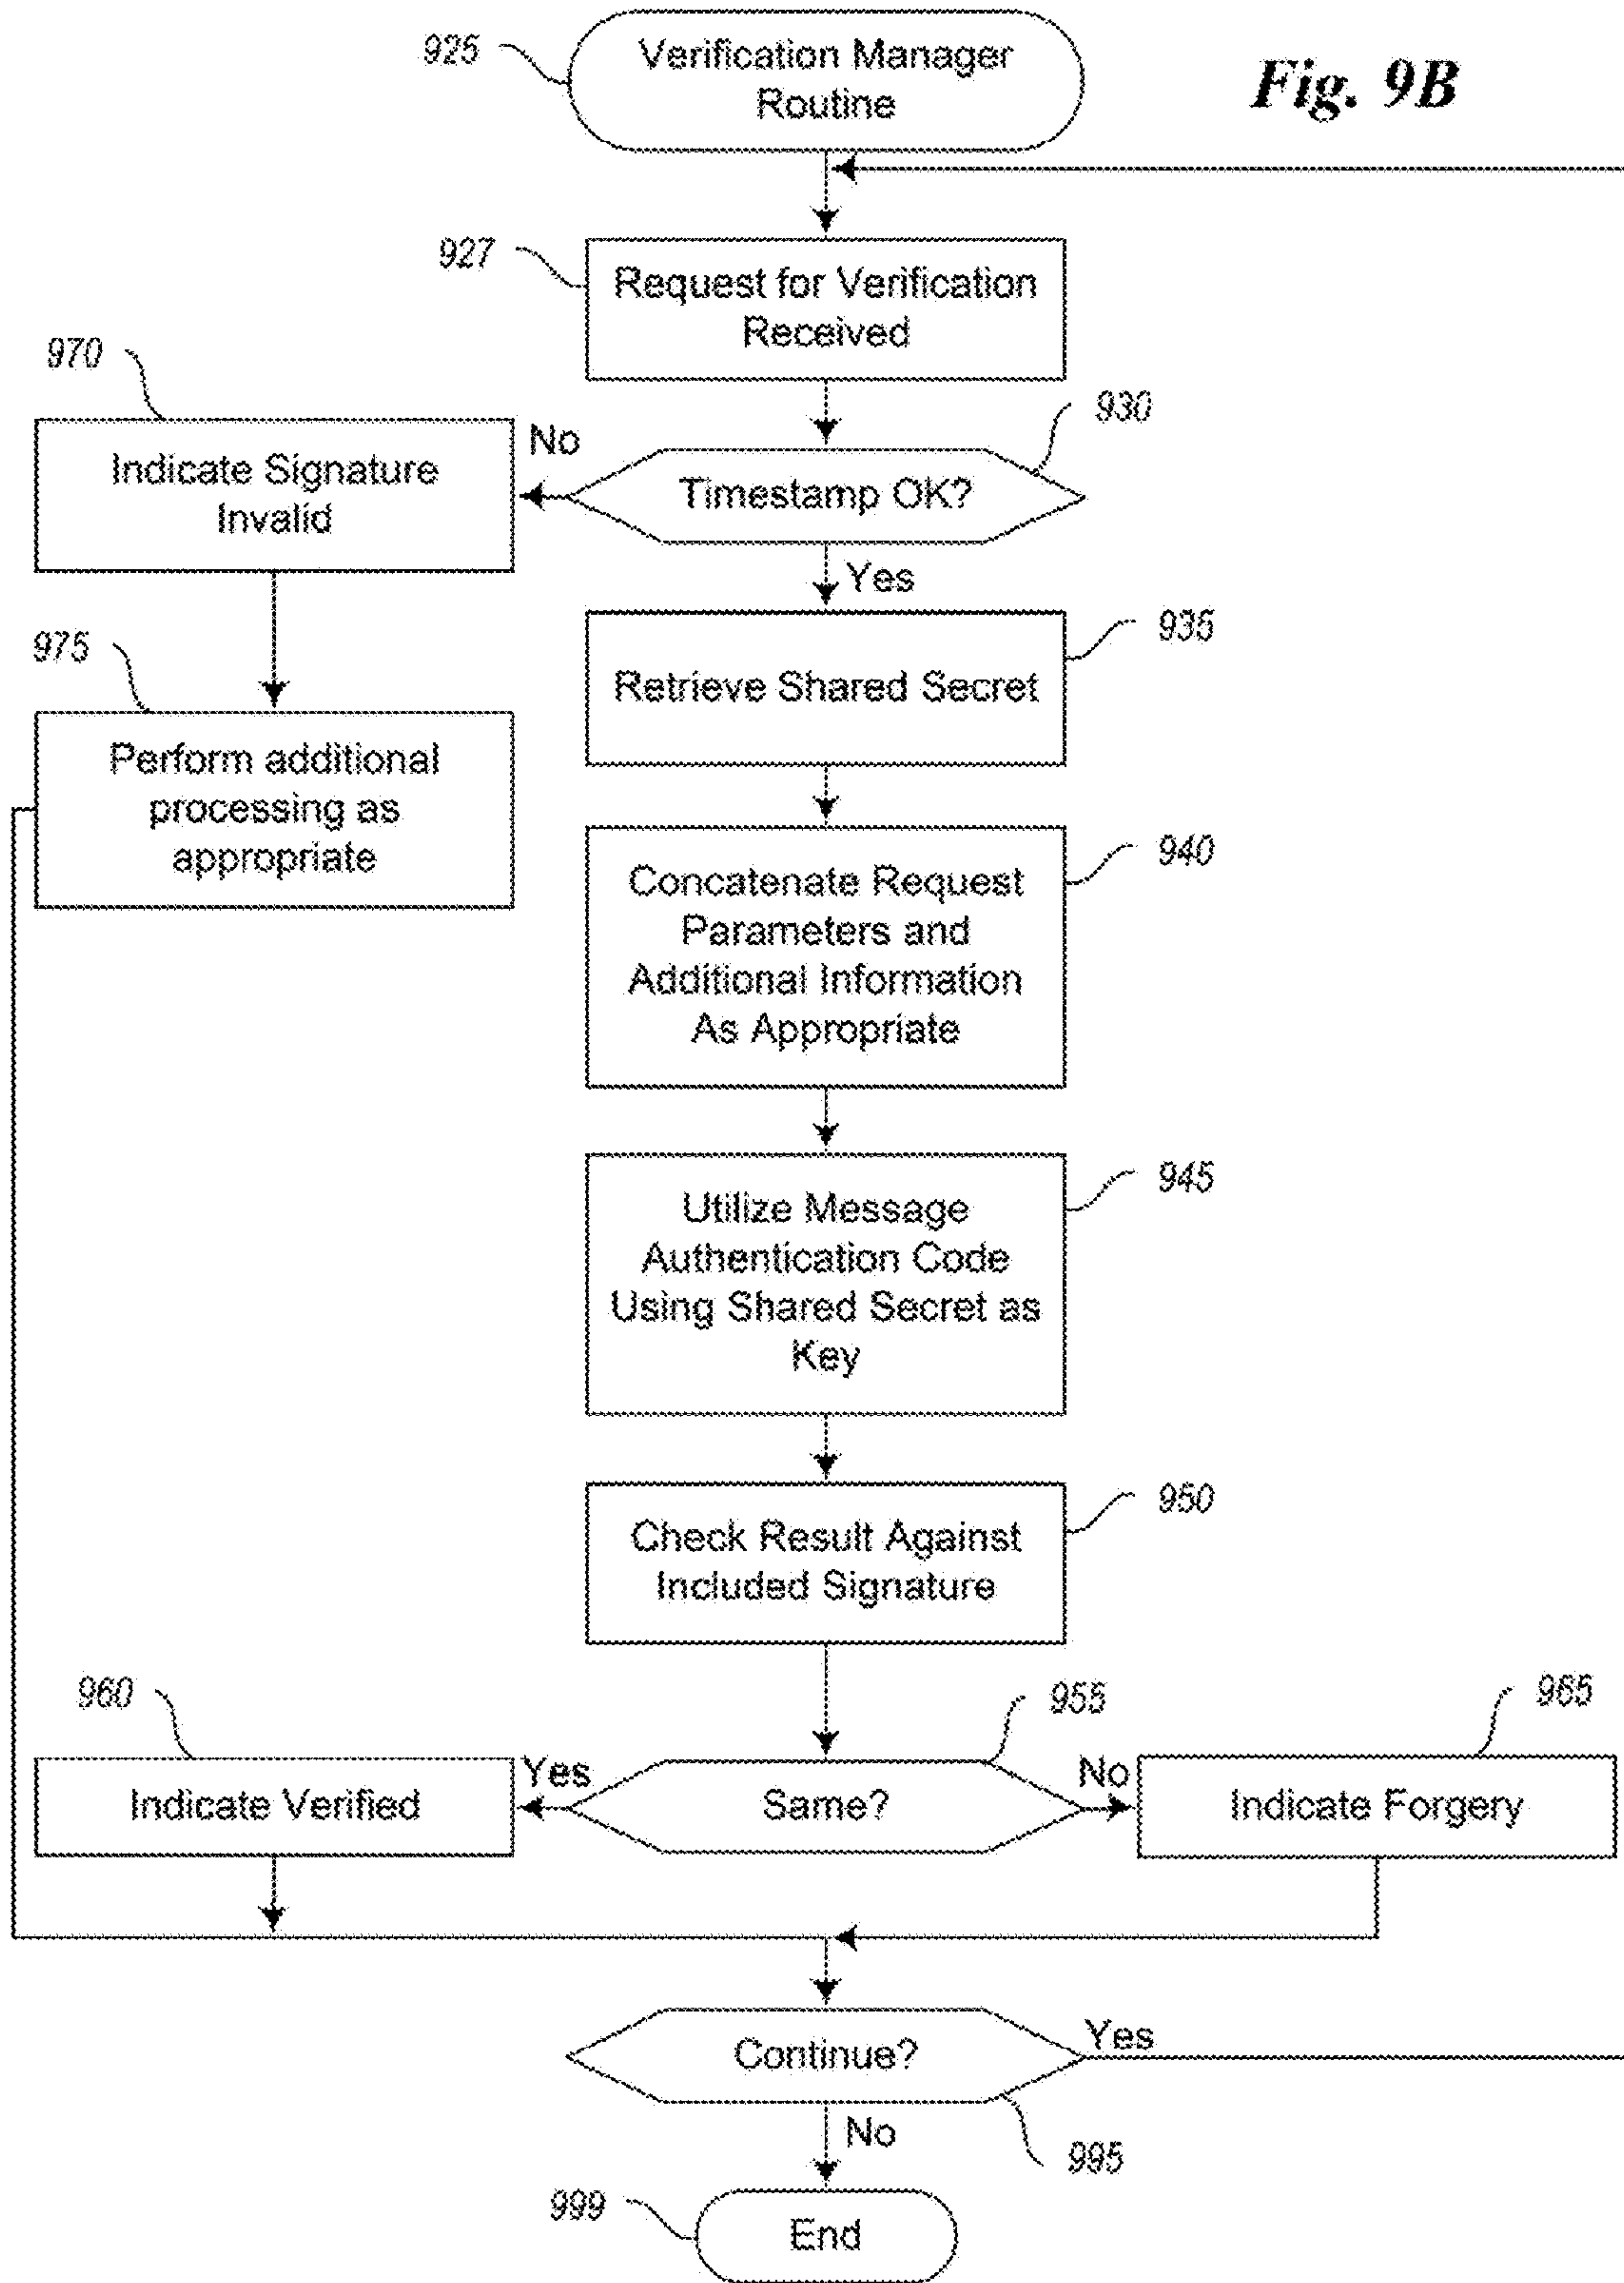 925
Verification Manager
Routine
Fig. 9B
927
Request for Verification
Received
970
930
No
Indicate Signature
Invalid
Timestamp OK?
Yes
975
935
Retrieve Shared Secret
Perform additional
processing as
appropriate
940
Concatenate Request
Parameters and
Additional Information
As Appropriate
945
Utilize Message
Authentication Code
Using Shared Secret as
Key
950
Check Result Against
Included Signature
960
955
965
Yes
No
Indicate Verified
Same?
Indicate Forgery
Continue?
Yes
No
995
999
End